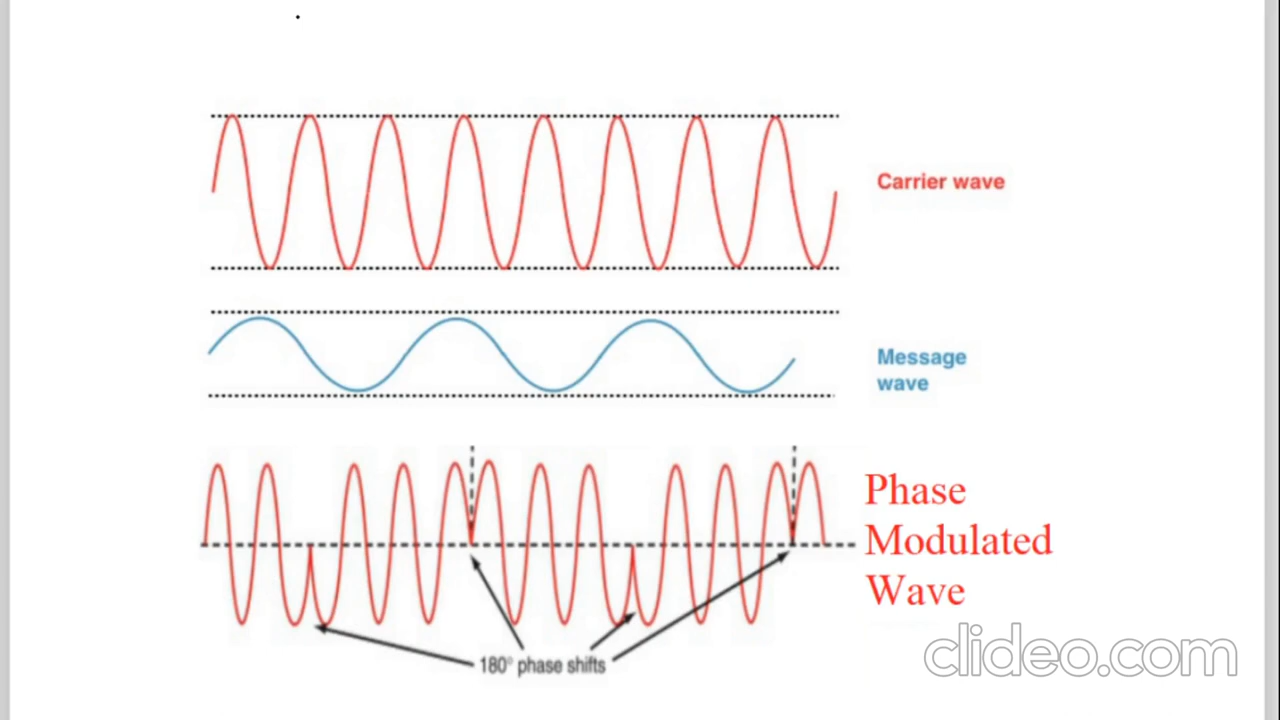 Carrier wave
Message
wave
Phase
Modulated
Wave
180° phase shifts
clideo.com